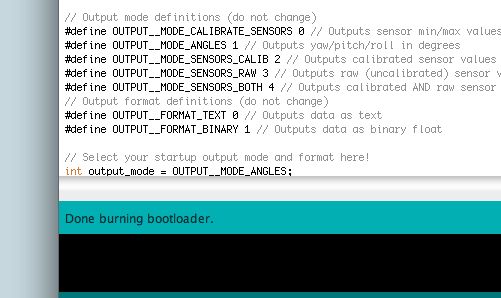 // Output mode definitions (do not change)
#define OUTPUT__MODE_CALIBRATE_SENSORS 0 // Outputs sensor min/max values
#define OUTPUT__MODE_ANGLES 1 // Outputs yaw/pitch/roll in degrees
#define OUTPUT__MODE_SENSORS_CALIB 2 // Outputs calibrated sensor values
#define OUTPUT__MODE_SENSORS_RAW 3 // Outputs raw (uncalibrated) sensor v
#define OUTPUT__MODE_SENSORS_BOTH 4 // Outputs calibrated AND raw sensor
// Output format definitions (do not change)
#define OUTPUT__FORMAT_TEXT 0 // Outputs data as text
#define OUTPUT__FORMAT_BINARY 1 // Outputs data as binary float
// Select your startup output mode and format here!
int output_mode = OUTPUT__MODE_ANGLES;
Done burning bootloader.